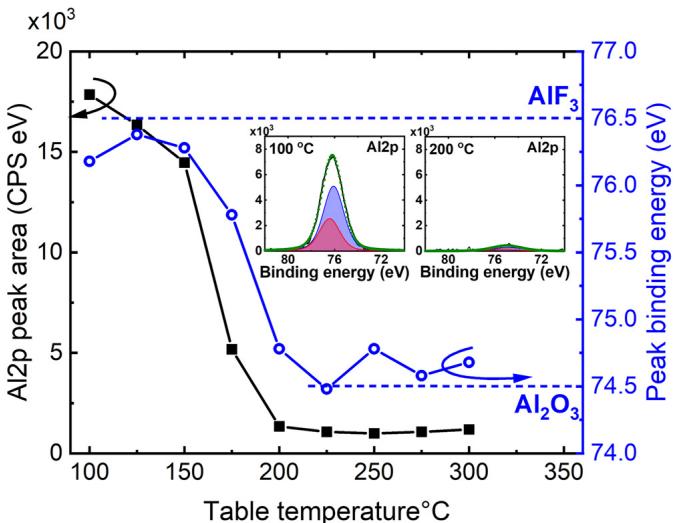 x10³
20
15
10
5
0
Al2p peak area (CPS eV)
77.0
76.5
76.0
75.5
75.0
74.5
74.0
Peak binding energy (eV)
AlF₃
Al₂O₃
x10³
100 °C
Al2p
8
6
4
2
0
80 76 72
Binding energy (eV)
x10³
200 °C
Al2p
8
6
4
2
0
80 76 72
Binding energy (eV)
100 150 200 250 300 350
Table temperature°C